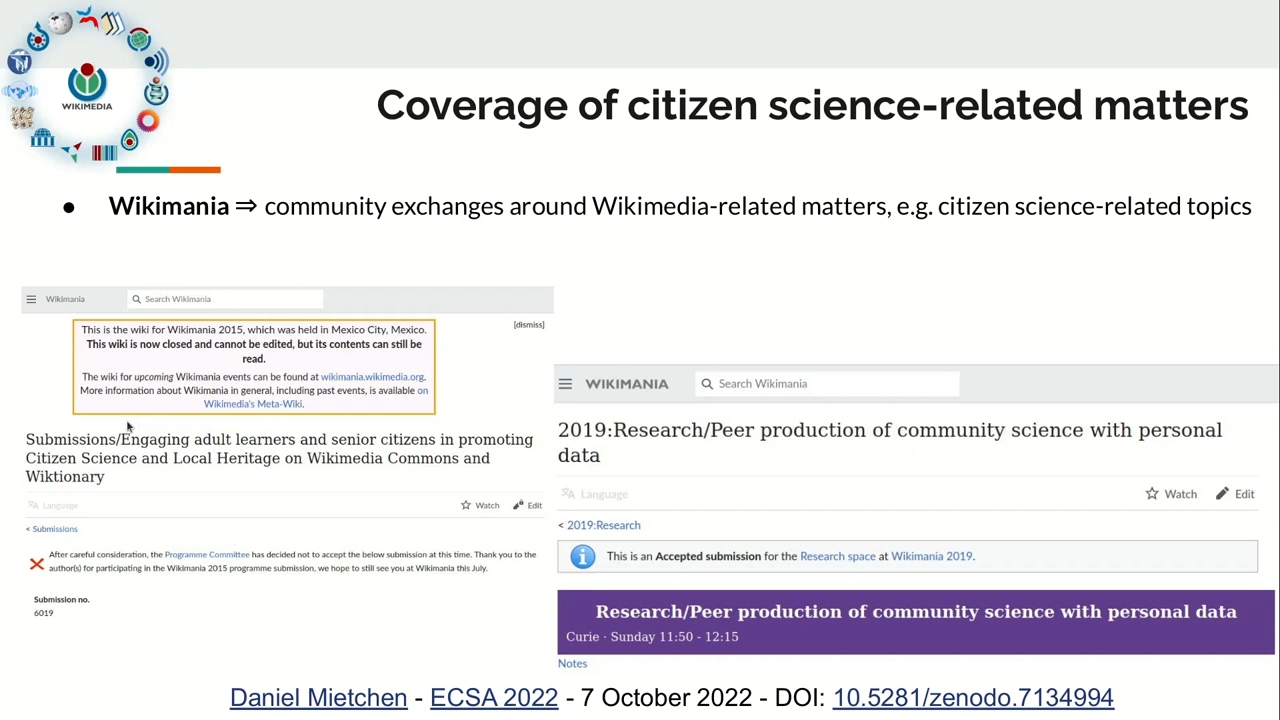 WIKIMEDIA
Coverage of citizen science-related matters
● Wikimania ⇒ community exchanges around Wikimedia-related matters, e.g. citizen science-related topics
Wikimania
Search Wikimania
This is the wiki for Wikimania 2015, which was held in Mexico City, Mexico.
This wiki is now closed and cannot be edited, but its contents can still be
read.
The wiki for upcoming Wikimania events can be found at wikimania.wikimedia.org.
More information about Wikimania in general, including past events, is available on
Wikimedia's Meta-Wiki.
[dismiss]
Submissions/Engaging adult learners and senior citizens in promoting
Citizen Science and Local Heritage on Wikimedia Commons and
Wiktionary
Language
Watch
Edit
< Submissions
After careful consideration, the Programme Committee has decided not to accept the below submission at this time. Thank you to the
author(s) for participating in the Wikimania 2015 programme submission, we hope to still see you at Wikimania this July.
Submission no.
6019
WIKIMANIA
Search Wikimania
2019:Research/Peer production of community science with personal
data
Language
Watch
Edit
< 2019:Research
This is an Accepted submission for the Research space at Wikimania 2019.
Research/Peer production of community science with personal data
Curie · Sunday 11:50 - 12:15
Notes
Daniel Mietchen - ECSA 2022 - 7 October 2022 - DOI: 10.5281/zenodo.7134994